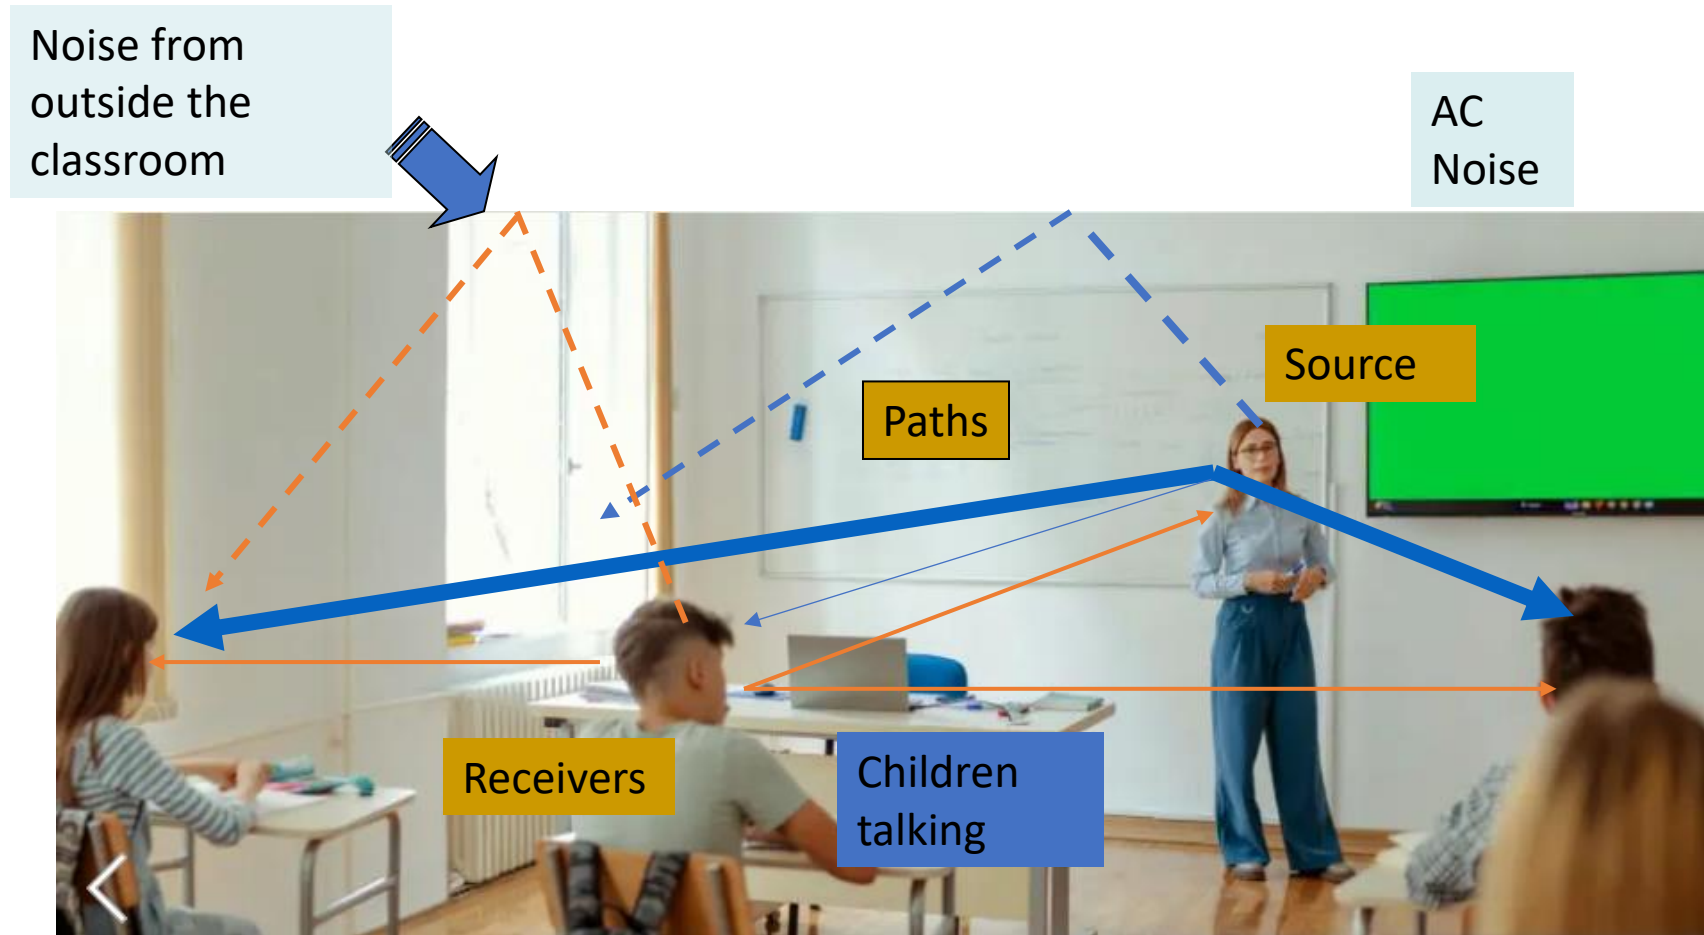 Noise from
outside the
classroom
AC
Noise
Source
Paths
Receivers
Children
talking